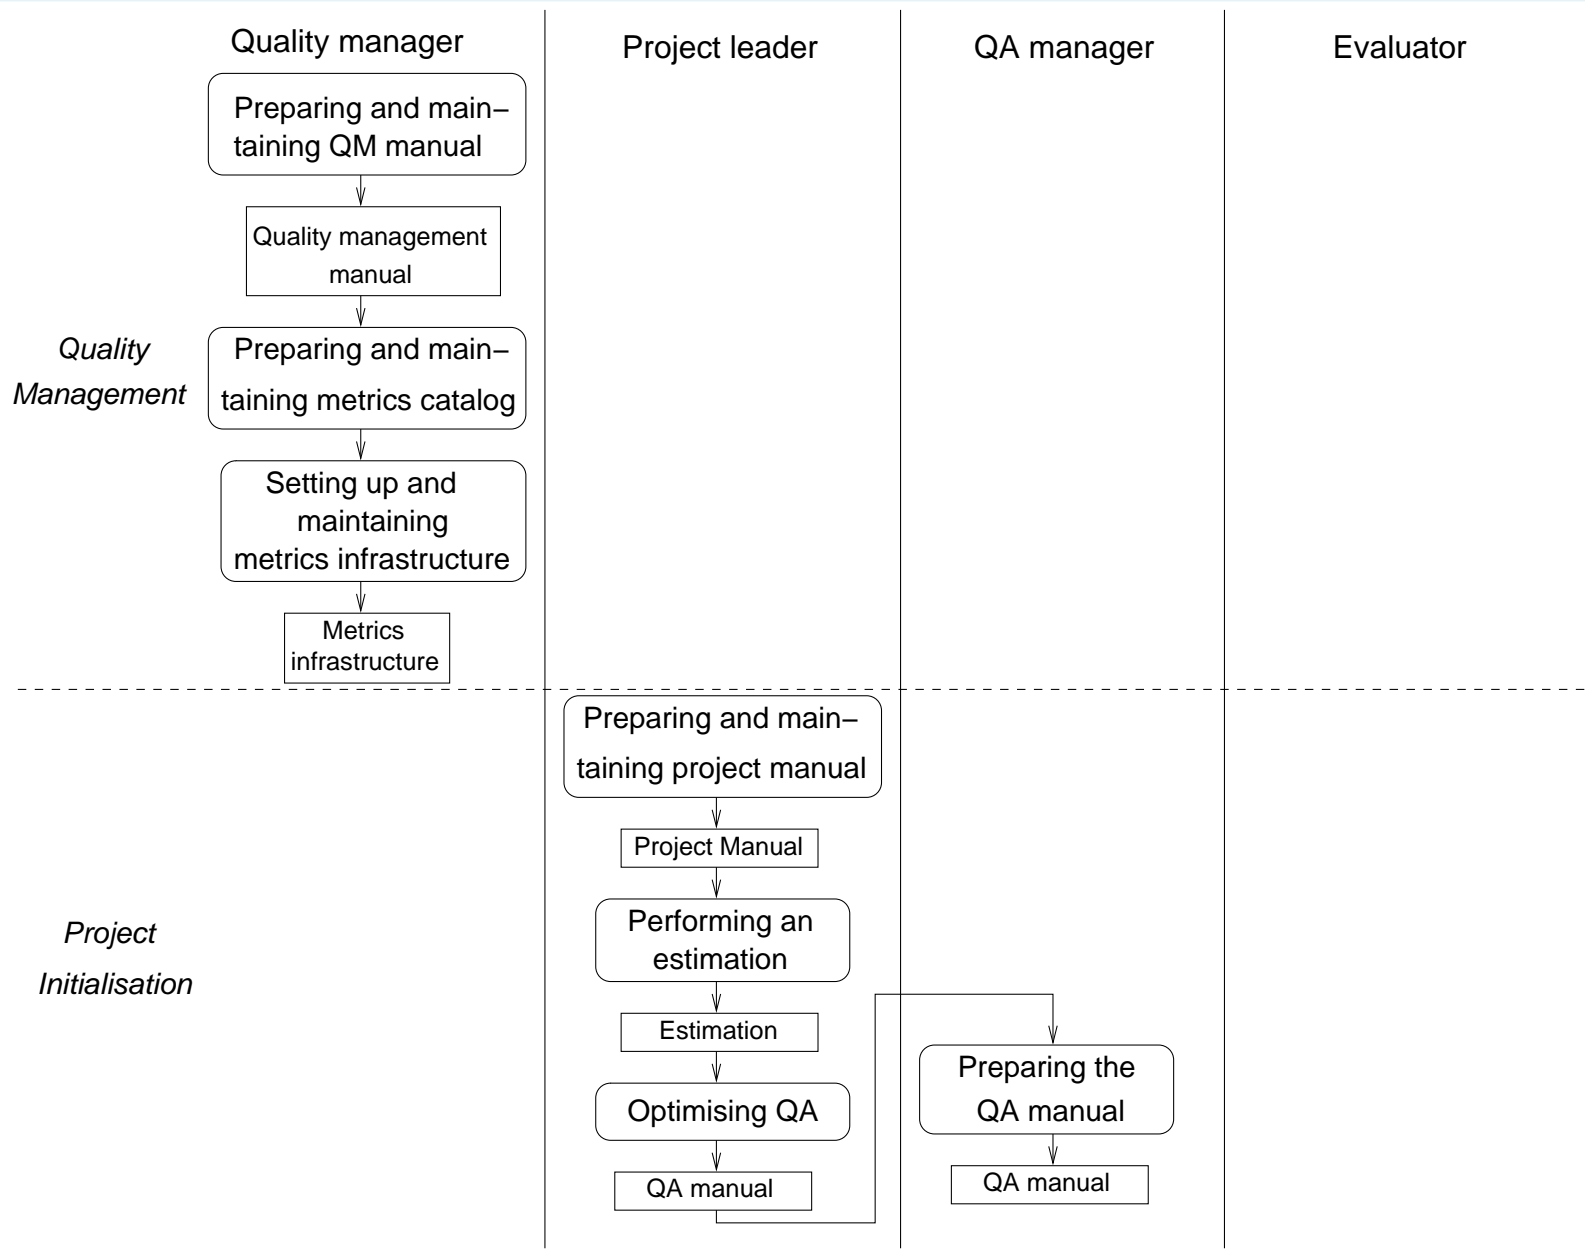 Quality manager
Project leader
QA manager
Evaluator
Preparing and main–
taining QM manual
Quality management
manual
Quality
Management
Preparing and main–
taining metrics catalog
Setting up and
maintaining
metrics infrastructure
Metrics
infrastructure
Preparing and main–
taining project manual
Project Manual
Project
Initialisation
Performing an
estimation
Estimation
Optimising QA
QA manual
Preparing the
QA manual
QA manual